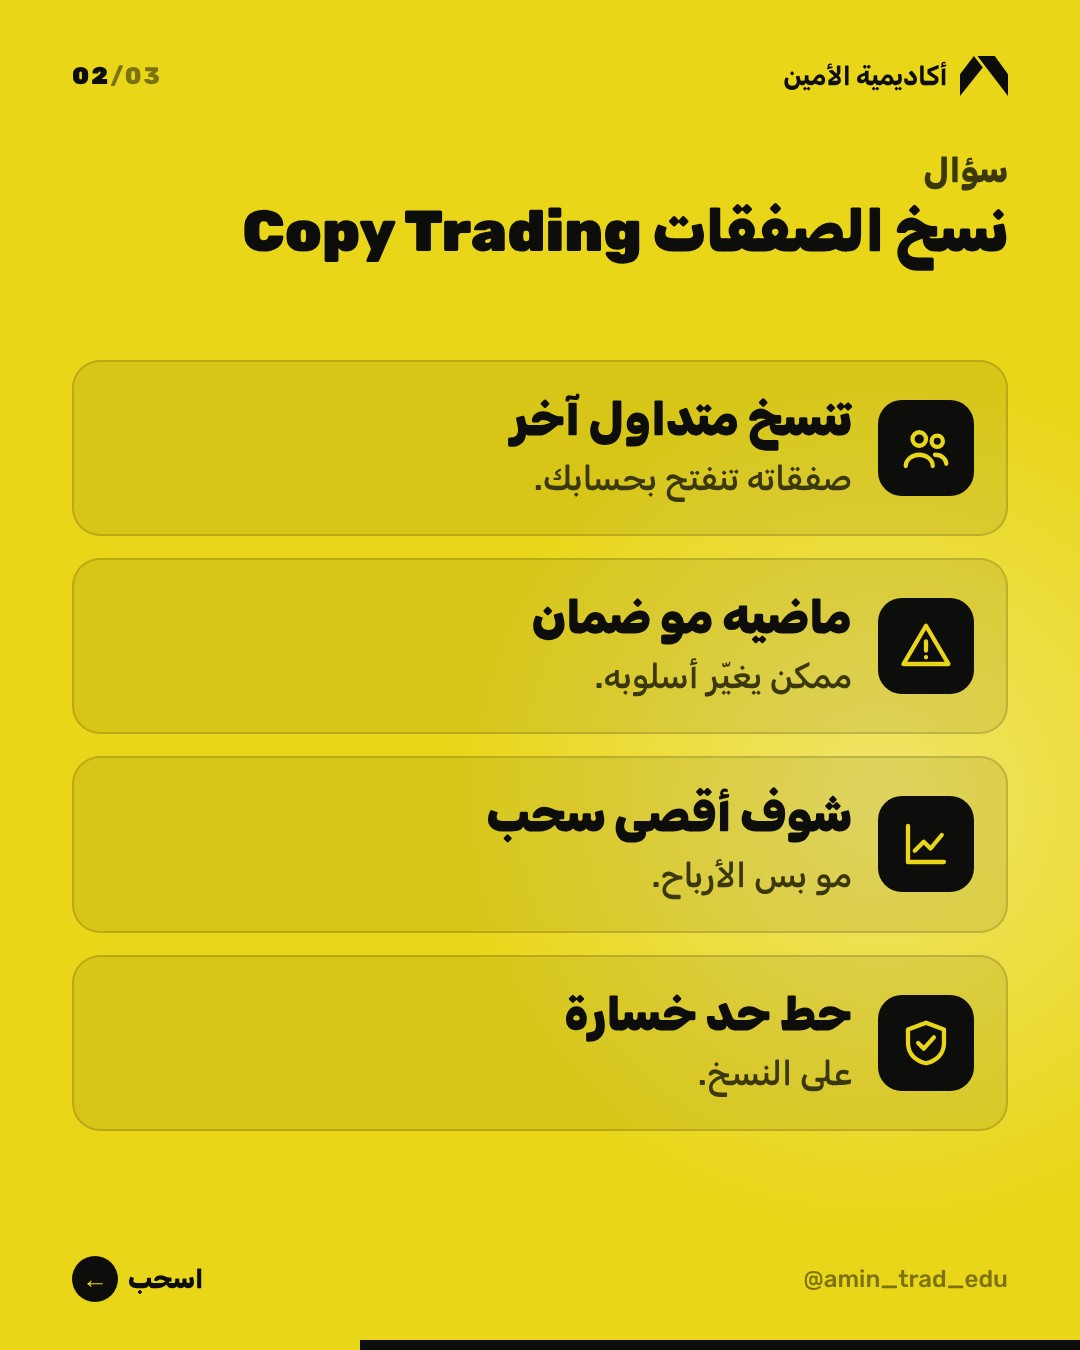 أكاديمية الأمين
02/03
سؤال
نسخ الصفقات Copy Trading
تنسخ متداول آخر
صفقاته تنفتح بحسابك.
ماضيه مو ضمان
ممكن يغيّر أسلوبه.
شوف أقصى سحب
مو بس الأرباح.
حط حد خسارة
على النسخ.
@amin_trad_edu
اسحب ←